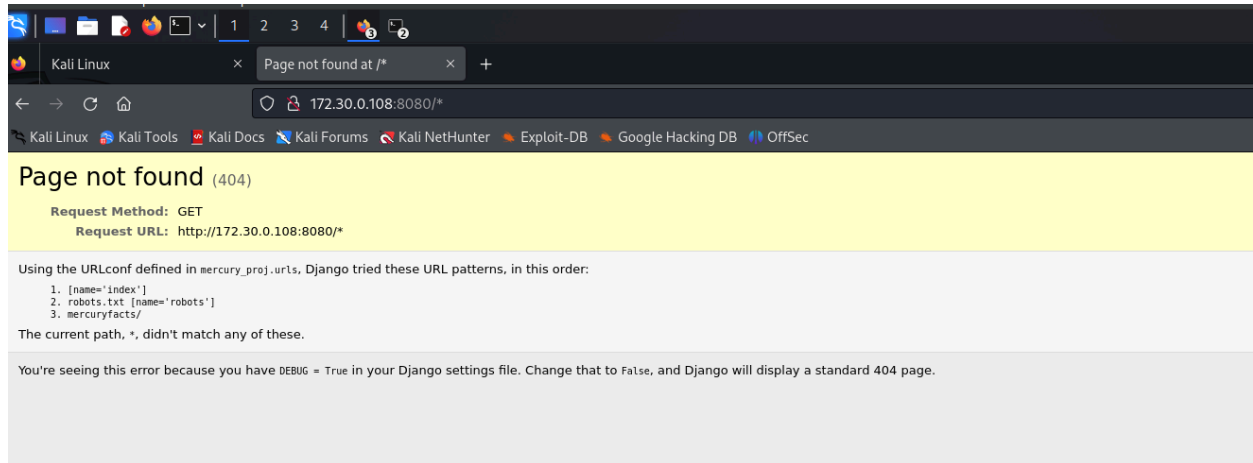 1 2 3 4 3 2
Kali Linux × Page not found at /* × +
172.30.0.108:8080/*
Kali Linux Kali Tools Kali Docs Kali Forums Kali NetHunter Exploit-DB Google Hacking DB OffSec
Page not found (404)
Request Method: GET
Request URL: http://172.30.0.108:8080/*
Using the URLconf defined in mercury_proj.urls, Django tried these URL patterns, in this order:
1. [name='index']
2. robots.txt [name='robots']
3. mercuryfacts/
The current path, *, didn't match any of these.
You're seeing this error because you have DEBUG = True in your Django settings file. Change that to False, and Django will display a standard 404 page.